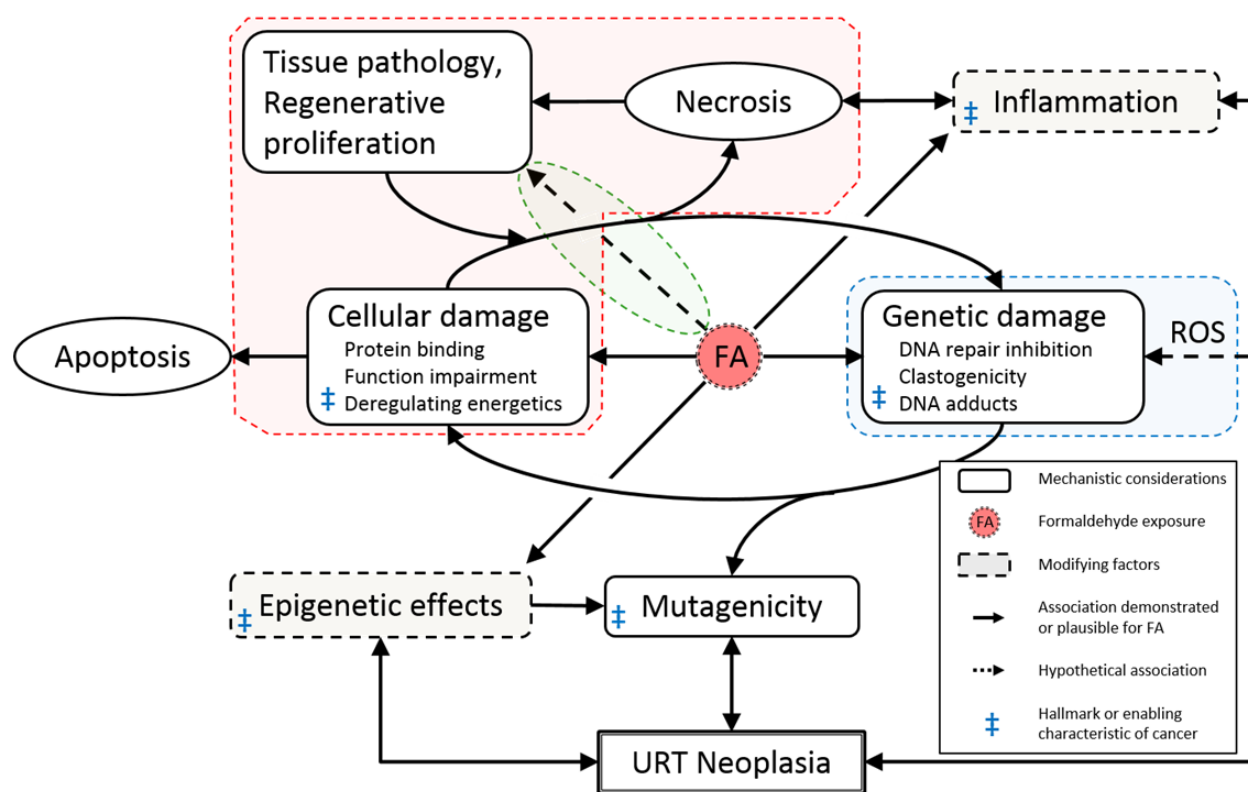 Tissue pathology,
Regenerative
proliferation
Necrosis
‡ Inflammation
Apoptosis
Cellular damage
Protein binding
Function impairment
‡ Deregulating energetics
FA
Genetic damage
DNA repair inhibition
Clastogenicity
‡ DNA adducts
ROS
‡ Epigenetic effects
‡ Mutagenicity
URT Neoplasia
Mechanistic considerations
FA Formaldehyde exposure
Modifying factors
Association demonstrated
or plausible for FA
Hypothetical association
‡ Hallmark or enabling
characteristic of cancer